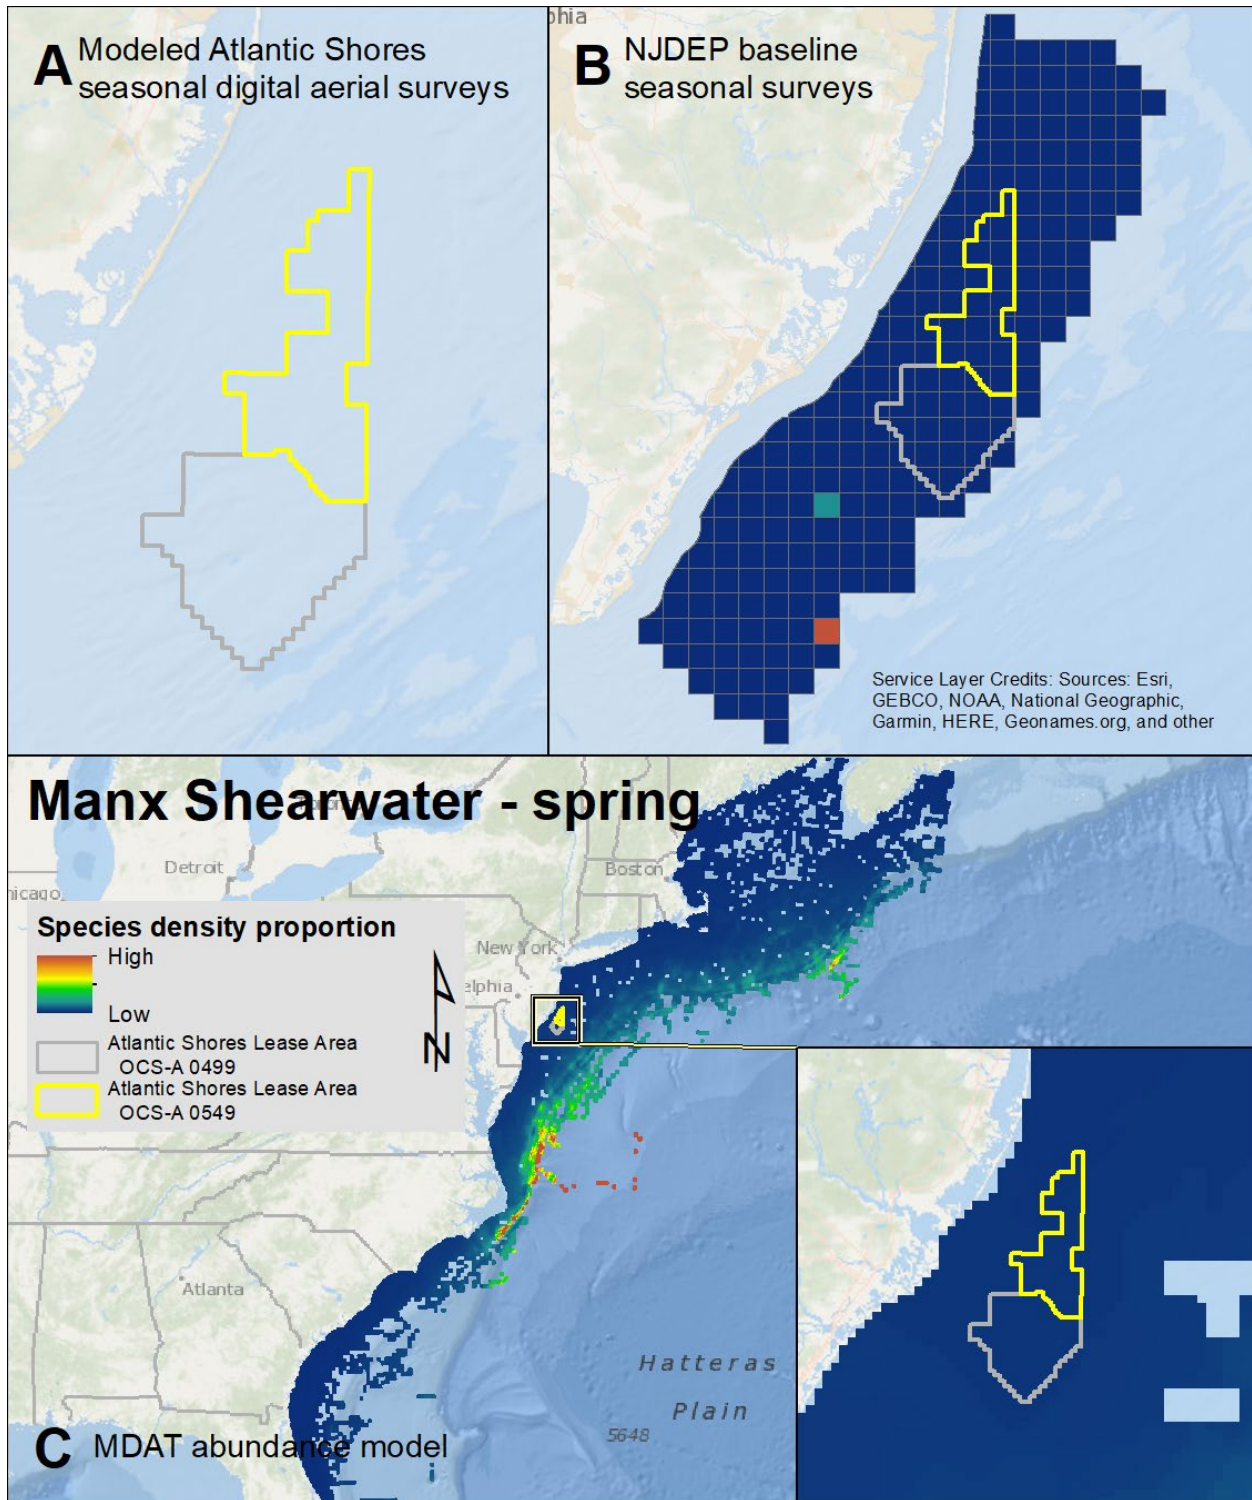 A Modeled Atlantic Shores
seasonal digital aerial surveys
phia
B NJDEP baseline
seasonal surveys
Service Layer Credits: Sources: Esri,
GEBCO, NOAA, National Geographic,
Garmin, HERE, Geonames.org, and other
Manx Shearwater - spring
Detroit
Boston
hicago
Species density proportion
High
Low
Atlantic Shores Lease Area
OCS-A 0499
Atlantic Shores Lease Area
OCS-A 0549
N
New York
elphia
Atlanta
Hatteras
Plain
5648
C MDAT abundance model